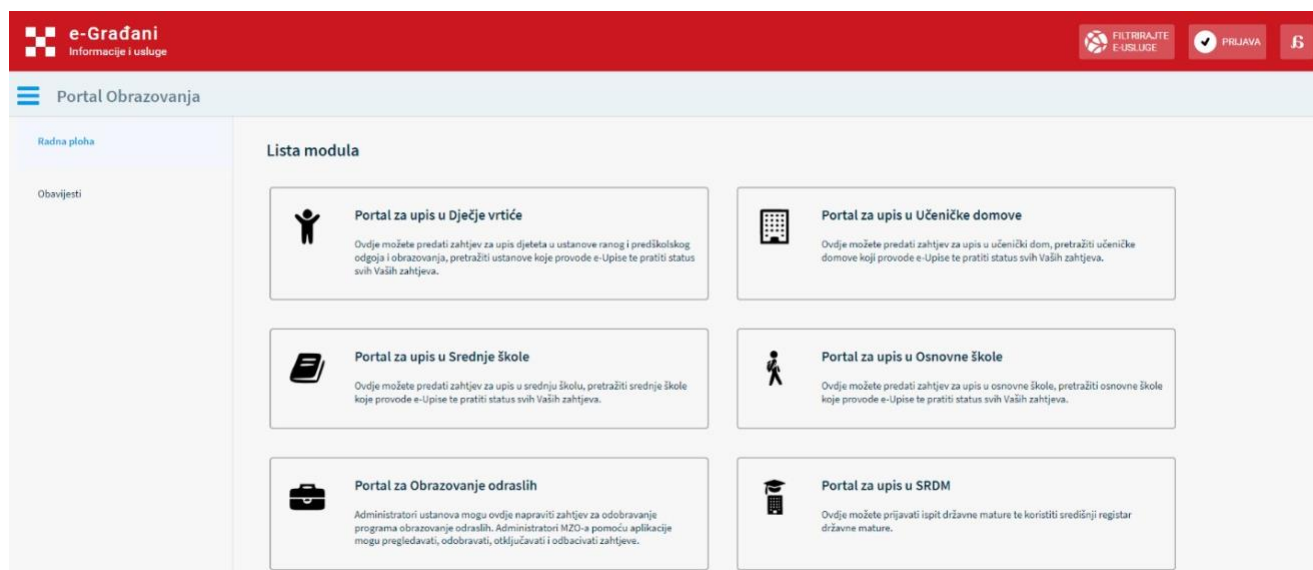 e-Građani
Informacije i usluge
FILTRIRAJTE
E-USLUGE
PRIJAVA
Portal Obrazovanja
Radna ploha
Obavijesti
Lista modula
Portal za upis u Dječje vrtiće
Ovdje možete predati zahtjev za upis djeteta u ustanove ranog i predškolskog
odgoja i obrazovanja, pretražiti ustanove koje provode e-Upise te pratiti status
svih Vaših zahtjeva.
Portal za upis u Učeničke domove
Ovdje možete predati zahtjev za upis u učenički dom, pretražiti učeničke
domove koji provode e-Upise te pratiti status svih Vaših zahtjeva.
Portal za upis u Srednje škole
Ovdje možete predati zahtjev za upis u srednju školu, pretražiti srednje škole
koje provode e-Upise te pratiti status svih Vaših zahtjeva.
Portal za upis u Osnovne škole
Ovdje možete predati zahtjev za upis u osnovne škole, pretražiti osnovne škole
koje provode e-Upise te pratiti status svih Vaših zahtjeva.
Portal za Obrazovanje odraslih
Administratori ustanova mogu ovdje napraviti zahtjev za odobravanje
programa obrazovanje odraslih. Administratori MZO-a pomoću aplikacije
mogu pregledavati, odobravati, otključavati i odbacivati zahtjeve.
Portal za upis u SRDM
Ovdje možete prijavati ispit državne mature te koristiti središnji registar
državne mature.